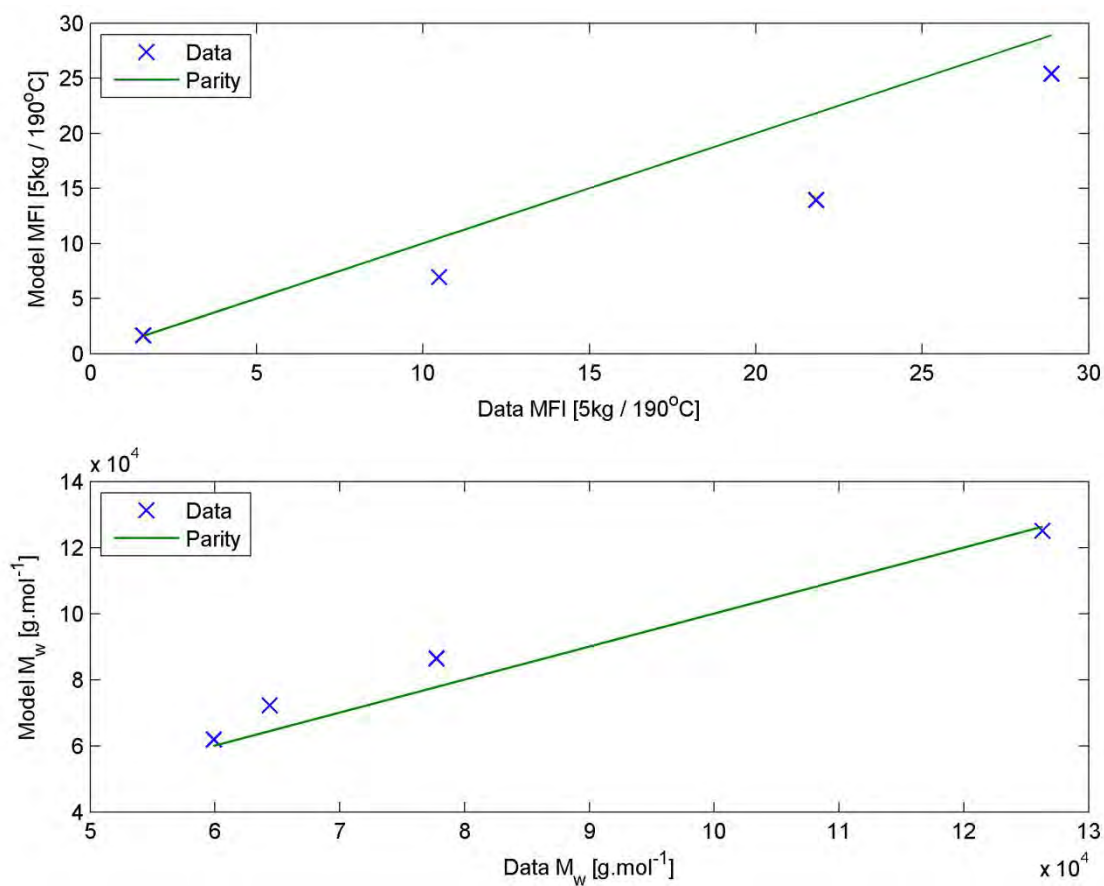 30
25
20
15
10
5
0
Model MFI [5kg / 190°C]
Data
Parity
0 5 10 15 20 25 30
Data MFI [5kg / 190°C]
x 10⁴
14
12
10
8
6
4
Model M_w [g.mol⁻¹]
Data
Parity
5 6 7 8 9 10 11 12 13
Data M_w [g.mol⁻¹]
x 10⁴